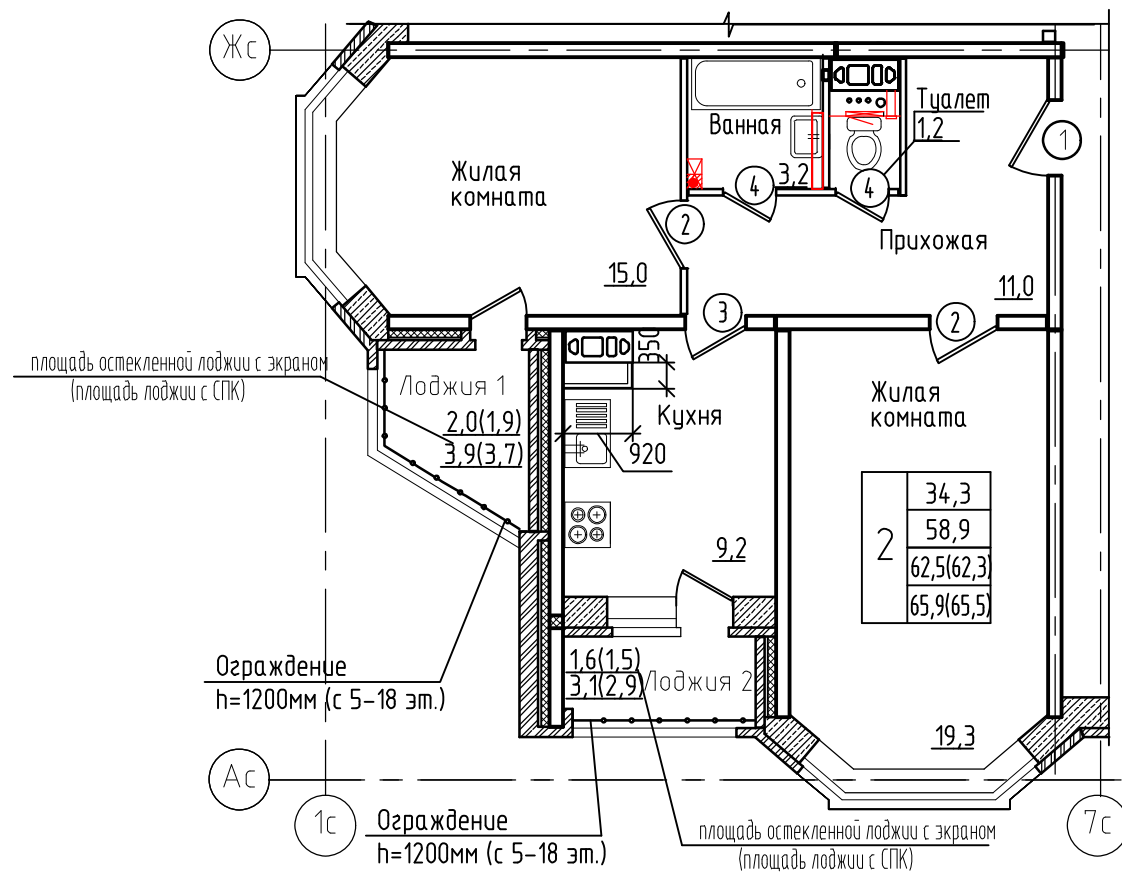 Жс
Туалет
1,2
1
Ванная
3,2
4
4
Жилая
комната
2
Прихожая
15,0
11,0
3
2
350
площадь остекленной лоджии с экраном
(площадь лоджии с СПК)
Лоджия 1
2,0(1,9)
3,9(3,7)
Кухня
920
Жилая
комната
2
34,3
58,9
62,5(62,3)
65,9(65,5)
9,2
Ограждение
h=1200мм (с 5-18 эт.)
1,6(1,5)
3,1(2,9)
Лоджия 2
19,3
Ас
1с
7с
Ограждение
h=1200мм (с 5-18 эт.)
площадь остекленной лоджии с экраном
(площадь лоджии с СПК)